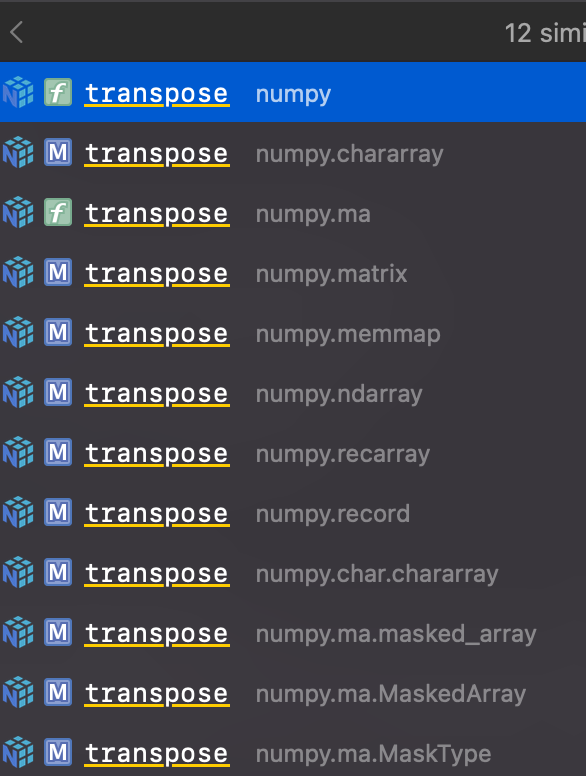 12 simi
f transpose numpy
M transpose numpy.chararray
f transpose numpy.ma
M transpose numpy.matrix
M transpose numpy.memmap
M transpose numpy.ndarray
M transpose numpy.recarray
M transpose numpy.record
M transpose numpy.char.chararray
M transpose numpy.ma.masked_array
M transpose numpy.ma.MaskedArray
M transpose numpy.ma.MaskType